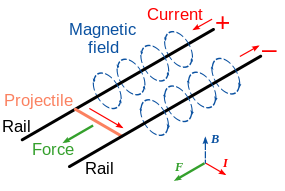 Current
+
Magnetic
field
−
Projectile
Rail
Force
Rail
B
I
F